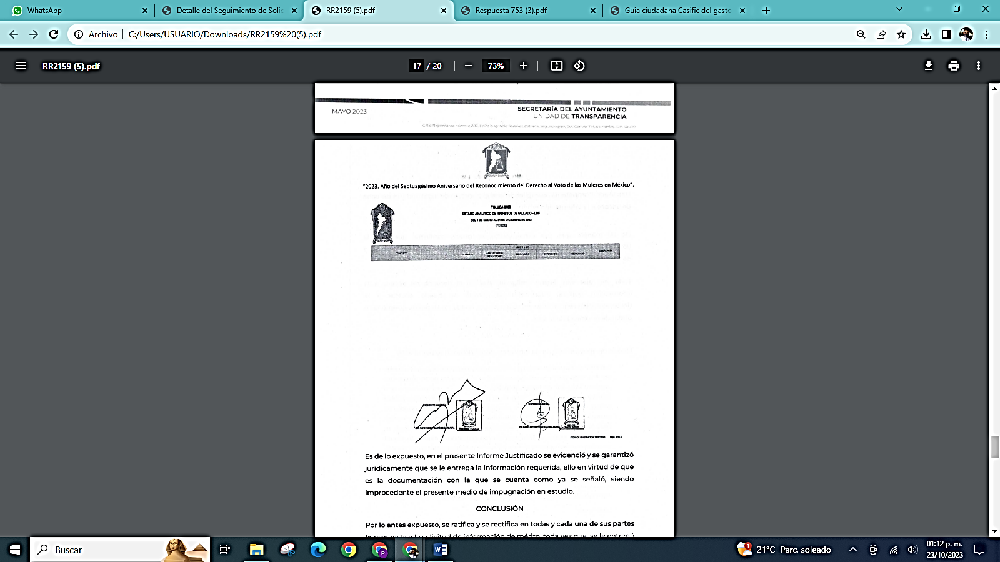 WhatsApp
Detalle del Seguimiento de Solic
RR2159 (5).pdf
Respuesta 753 (3).pdf
Guia ciudadana Casific del gasto
Archivo
C:/Users/USUARIO/Downloads/RR2159%20(5).pdf
RR2159 (5).pdf
17 / 20
73%
MAYO 2023
SECRETARÍA DEL AYUNTAMIENTO
UNIDAD DE TRANSPARENCIA
"2023. Año del Septuagésimo Aniversario del Reconocimiento del Derecho al Voto de las Mujeres en México".
TOLUCA
ESTADO ANALITICO DE INGRESOS DETALLADO - LDF
DEL 1 DE ENERO AL 31 DE DICIEMBRE DE 2022
(PESOS)
INGRESO
CONCEPTO
ESTIMADO
AMPLIACIONES /
REDUCCIONES
MODIFICADO
DEVENGADO
RECAUDADO
DIFERENCIA
PRESIDENTE MUNICIPAL
TESORERO MUNICIPAL
FECHA DE ELABORACION
Es de lo expuesto, en el presente Informe Justificado se evidenció y se garantizó
jurídicamente que se le entrega la información requerida, ello en virtud de que
es la documentación con la que se cuenta como ya se señaló, siendo
improcedente el presente medio de impugnación en estudio.
CONCLUSIÓN
Por lo antes expuesto, se ratifica y se rectifica en todas y cada una de sus partes
la respuesta a la solicitud de información de mérito, toda vez que, se le entregó
Buscar
21°C Parc. soleado
01:12 p. m.
23/10/2023